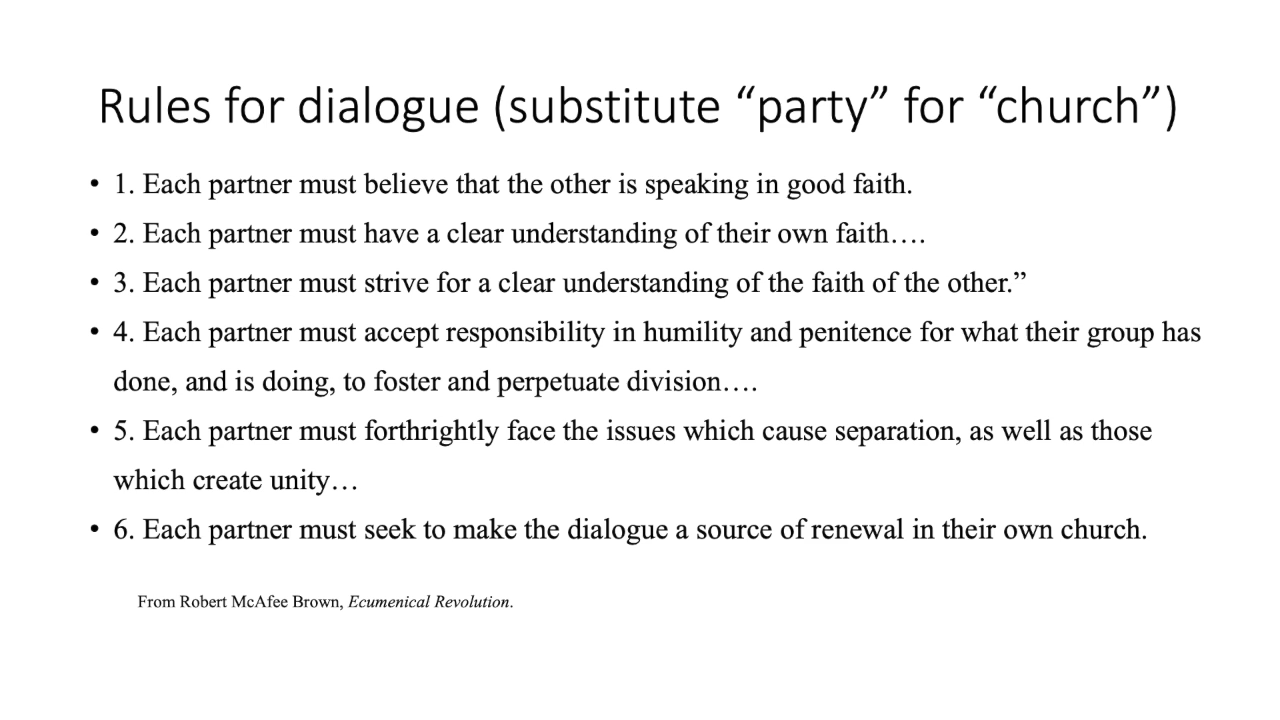 Rules for dialogue (substitute “party” for “church”)
• 1. Each partner must believe that the other is speaking in good faith.
• 2. Each partner must have a clear understanding of their own faith….
• 3. Each partner must strive for a clear understanding of the faith of the other.”
• 4. Each partner must accept responsibility in humility and penitence for what their group has
done, and is doing, to foster and perpetuate division….
• 5. Each partner must forthrightly face the issues which cause separation, as well as those
which create unity…
• 6. Each partner must seek to make the dialogue a source of renewal in their own church.
From Robert McAfee Brown, Ecumenical Revolution.